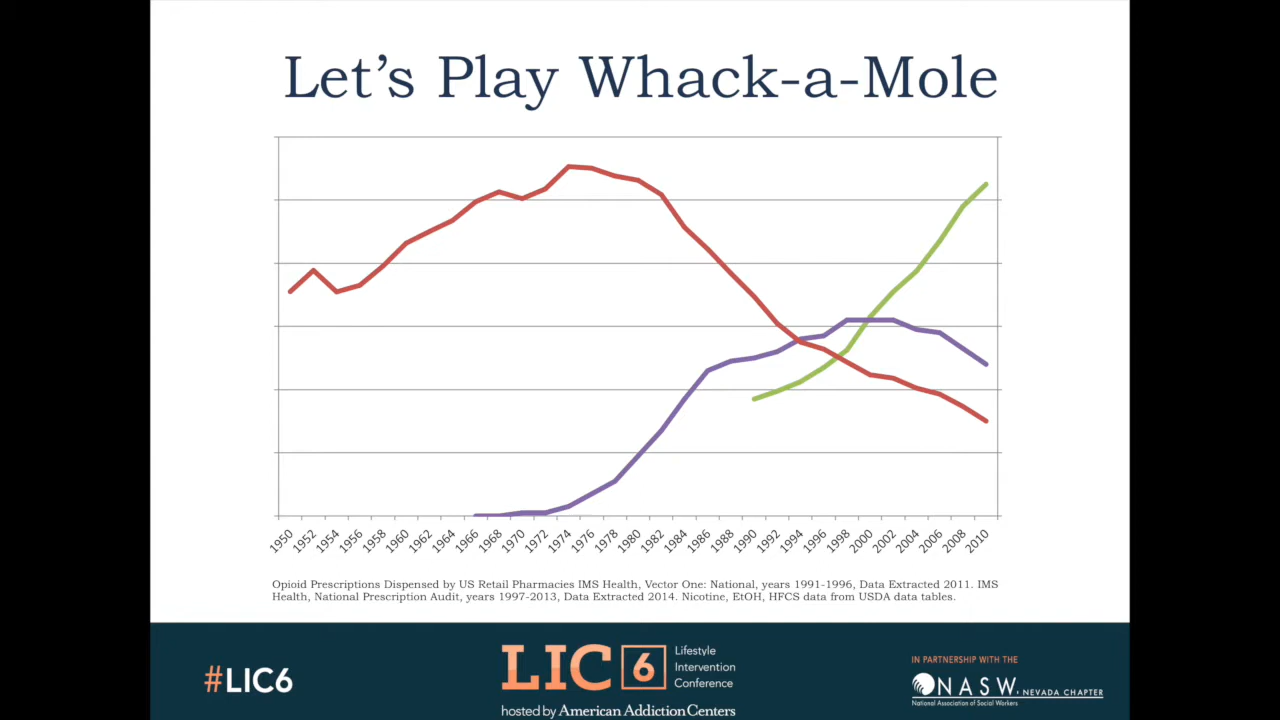 Let's Play Whack-a-Mole
1950 1952 1954 1956 1958 1960 1962 1964 1966 1968 1970 1972 1974 1976 1978 1980 1982 1984 1986 1988 1990 1992 1994 1996 1998 2000 2002 2004 2006 2008 2010
Opioid Prescriptions Dispensed by US Retail Pharmacies IMS Health, Vector One: National, years 1991-1996, Data Extracted 2011. IMS
Health, National Prescription Audit, years 1997-2013, Data Extracted 2014. Nicotine, EtOH, HFCS data from USDA data tables.
#LIC6
LIC 6
Lifestyle
Intervention
Conference
hosted by American Addiction Centers
IN PARTNERSHIP WITH THE
NASW, NEVADA CHAPTER
National Association of Social Workers